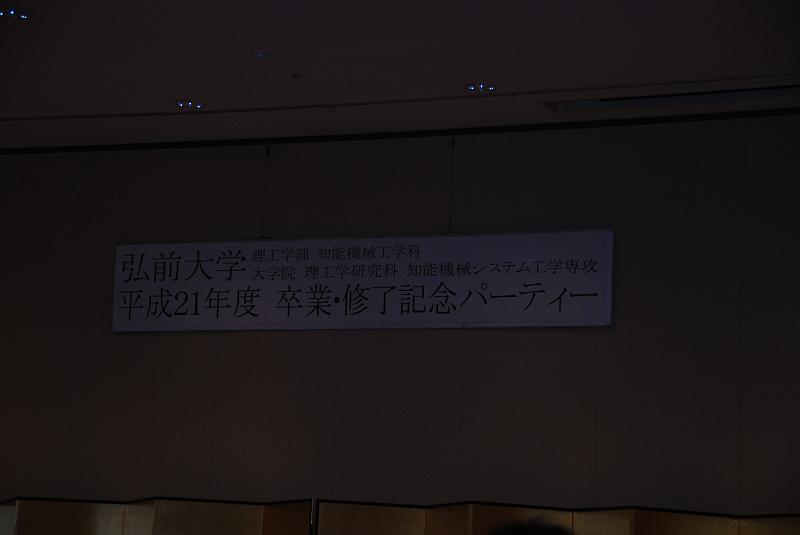 弘前大学 理工学部 知能機械工学科
大学院 理工学研究科 知能機械システム工学専攻
平成21年度 卒業・修了記念パーティー